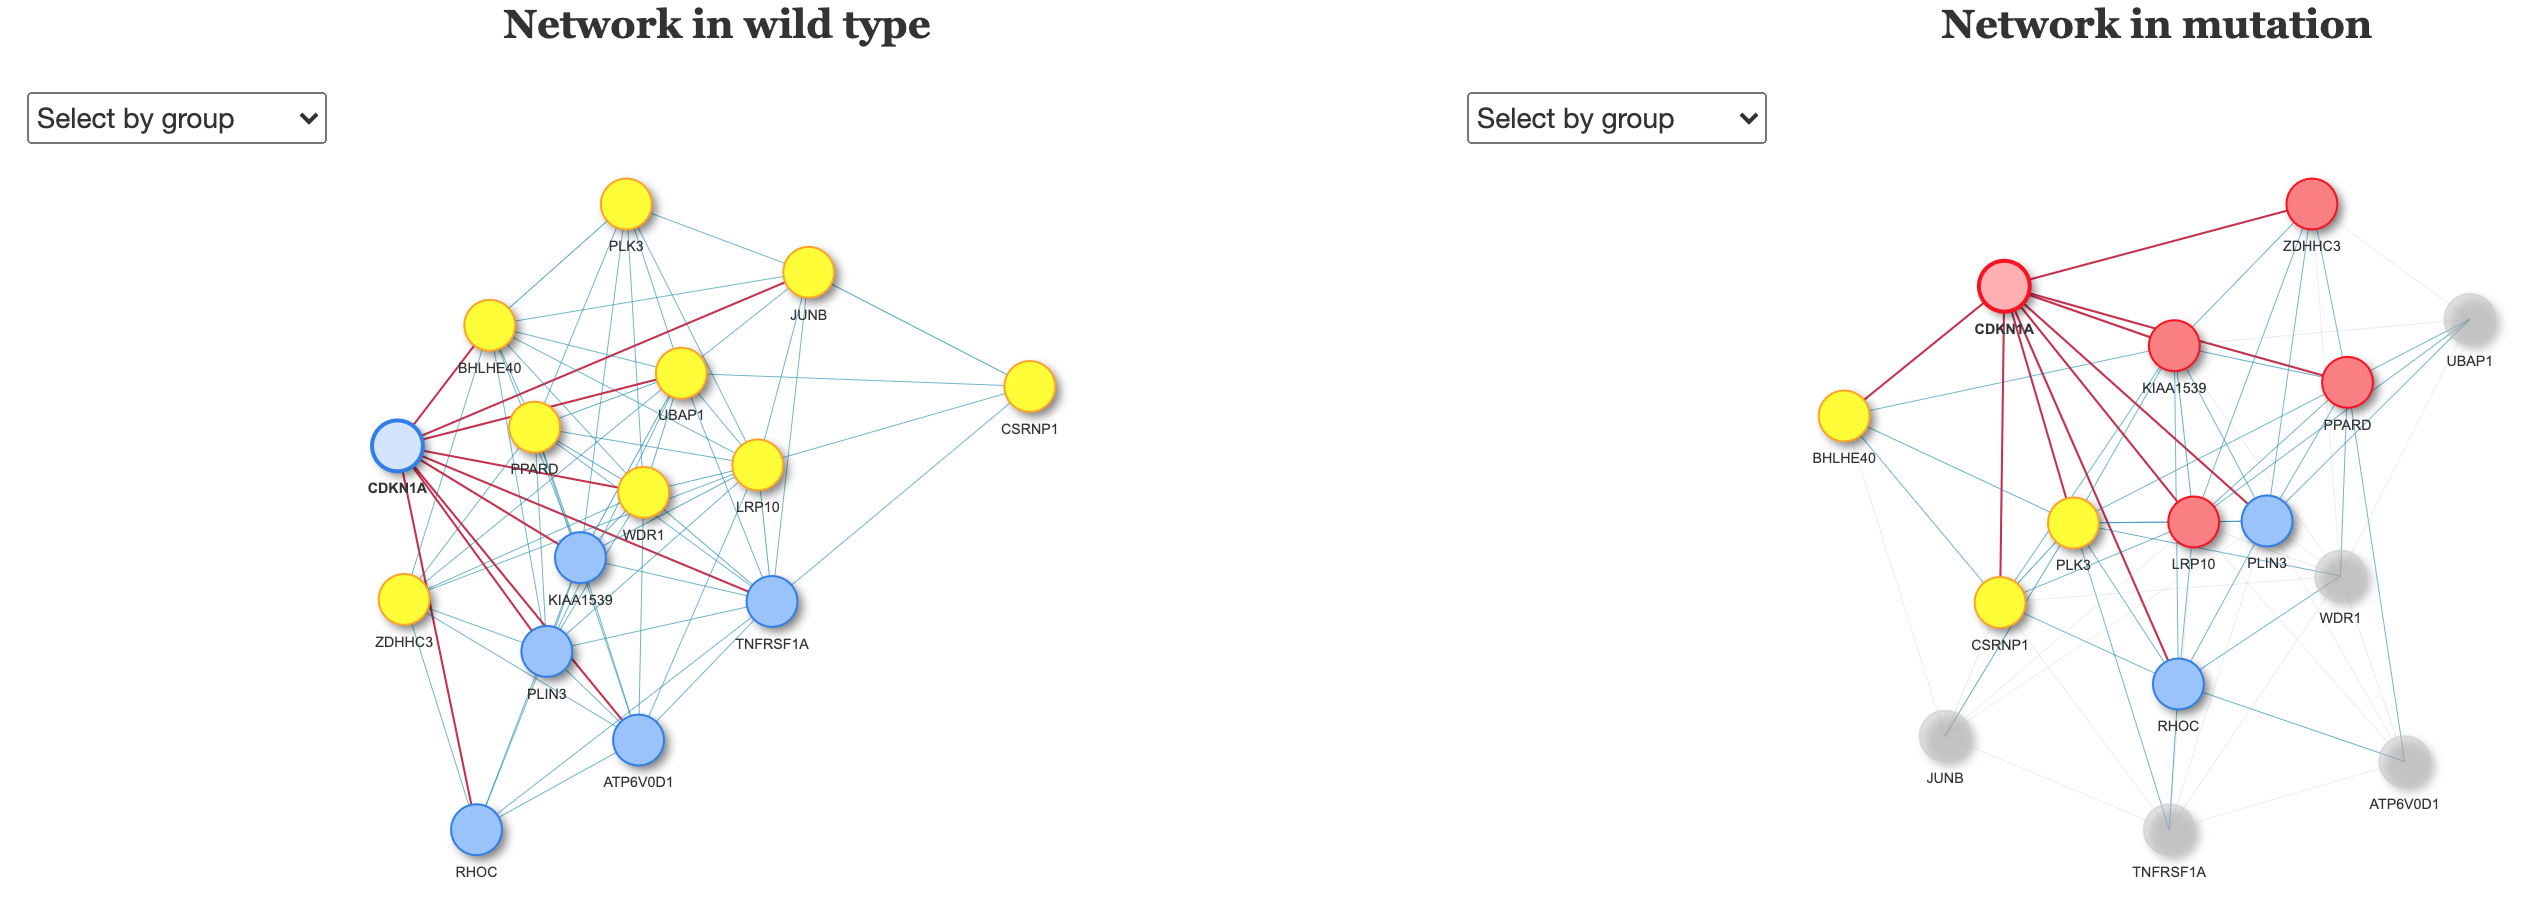 Network in wild type
Select by group
PLK3
JUNB
BHLHE40
UBAP1
CSRNP1
PPARD
CDKN1A
LRP10
WDR1
KIAA1539
ZDHHC3
TNFRSF1A
PLIN3
ATP6V0D1
RHOC
Network in mutation
Select by group
ZDHHC3
CDKN1A
UBAP1
KIAA1539
PPARD
BHLHE40
PLK3
LRP10
PLIN3
WDR1
CSRNP1
RHOC
JUNB
ATP6V0D1
TNFRSF1A